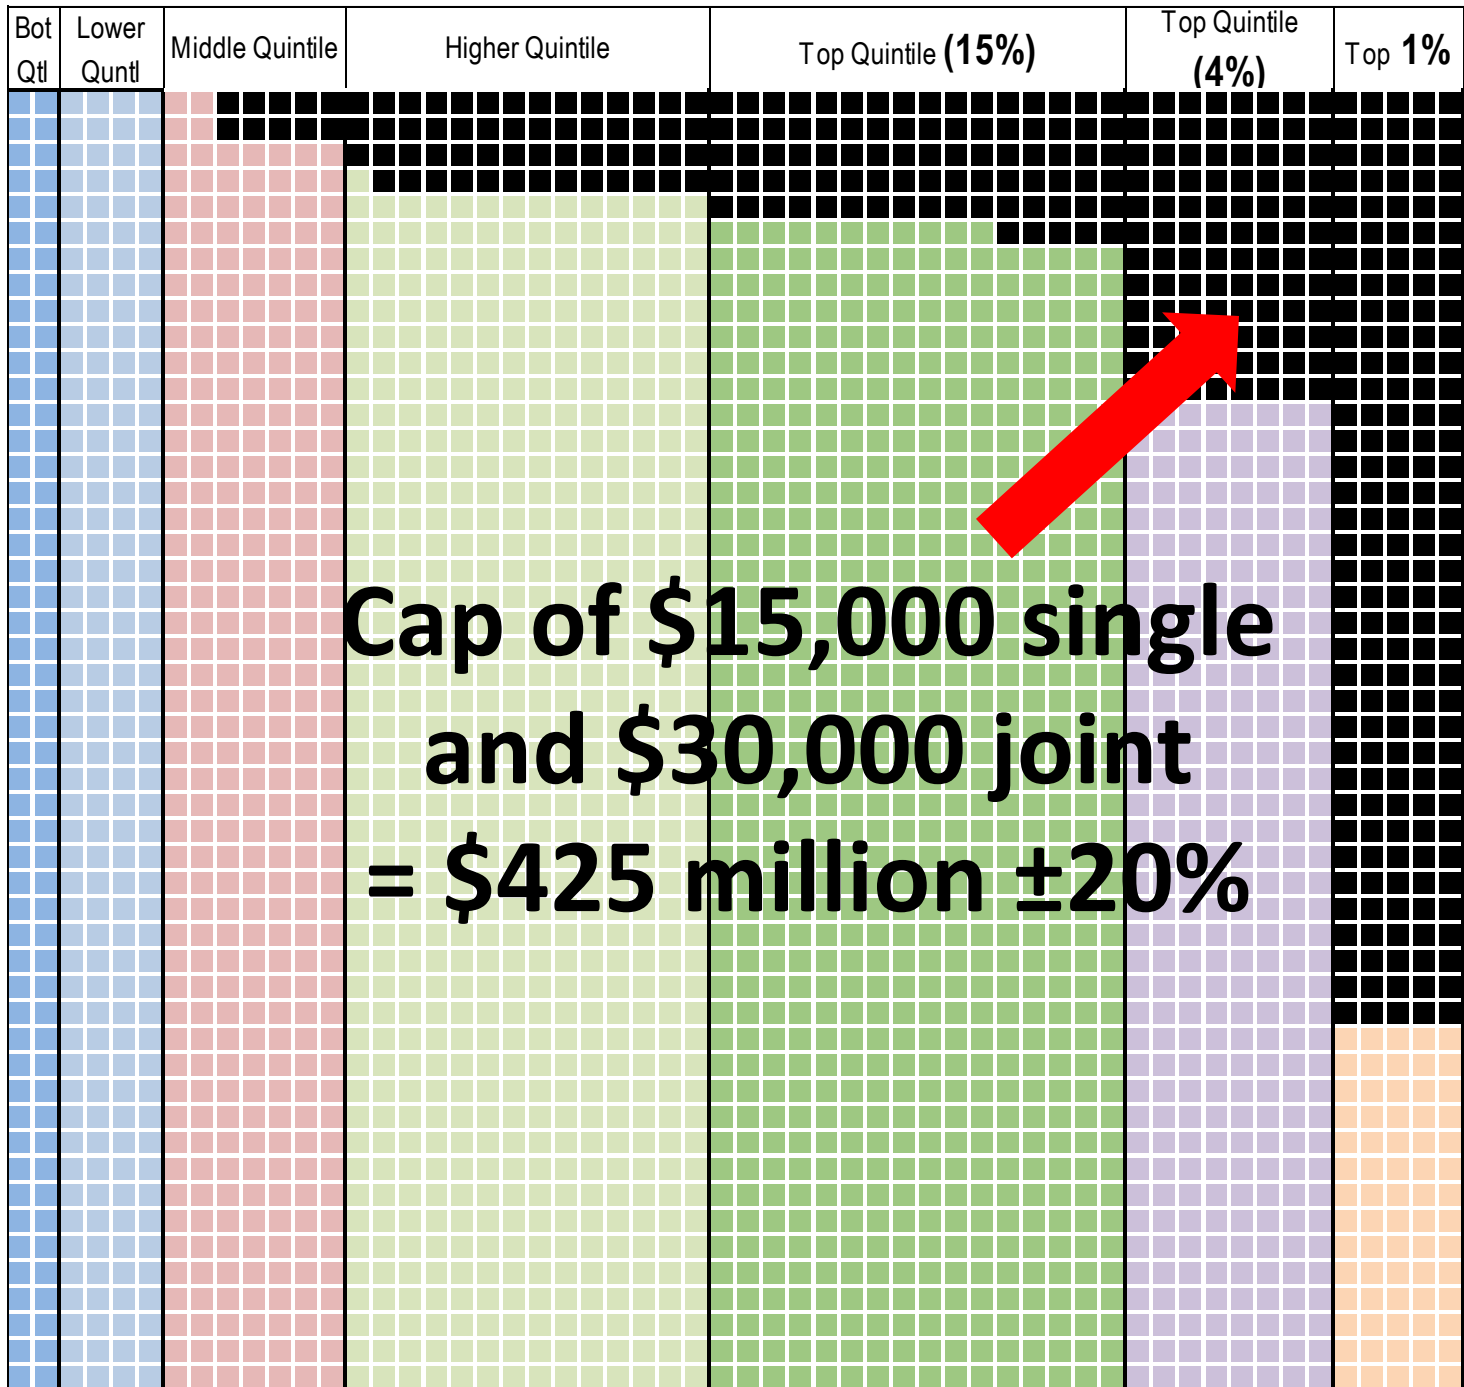 Bot Qtl
Lower Quntl
Middle Quintile
Higher Quintile
Top Quintile (15%)
Top Quintile (4%)
Top 1%
Cap of $15,000 single
and $30,000 joint
= $425 million ±20%